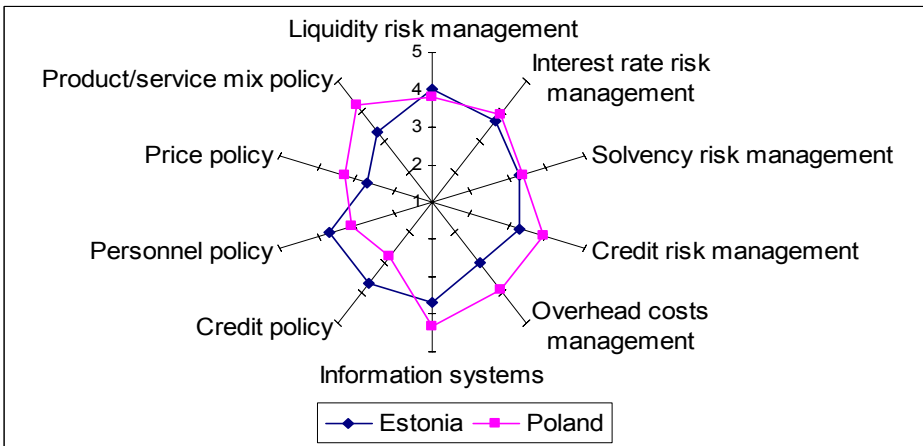 Liquidity risk management
5
4
3
2
1
Interest rate risk
management
Solvency risk management
Credit risk management
Overhead costs
management
Information systems
Credit policy
Personnel policy
Price policy
Product/service mix policy
Estonia
Poland